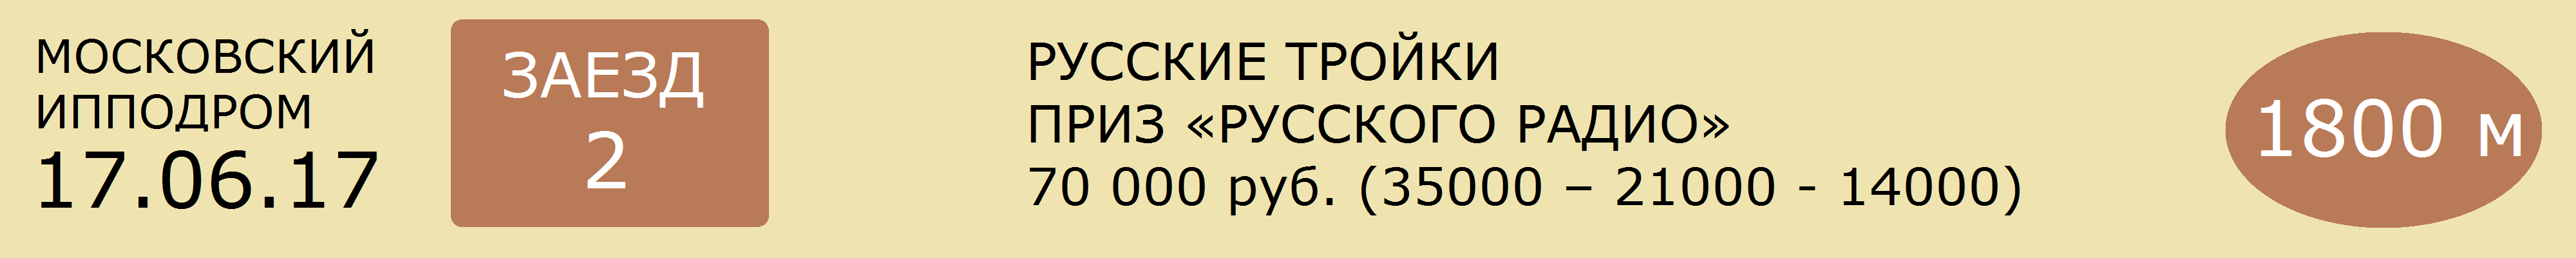 МОСКОВСКИЙ
ИППОДРОМ
17.06.17
ЗАЕЗД
2
РУССКИЕ ТРОЙКИ
ПРИЗ «РУССКОГО РАДИО»
70 000 руб. (35000 – 21000 - 14000)
1800 м